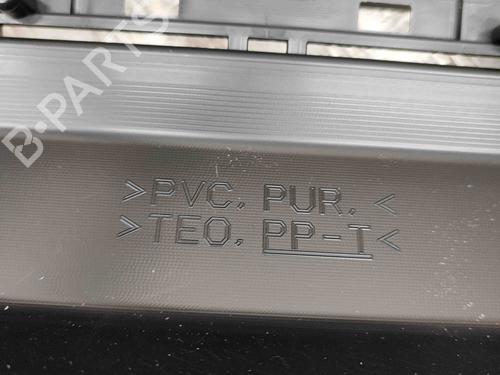 B-PARTS
>PVC, PUR, <
>TEO, PP-T<